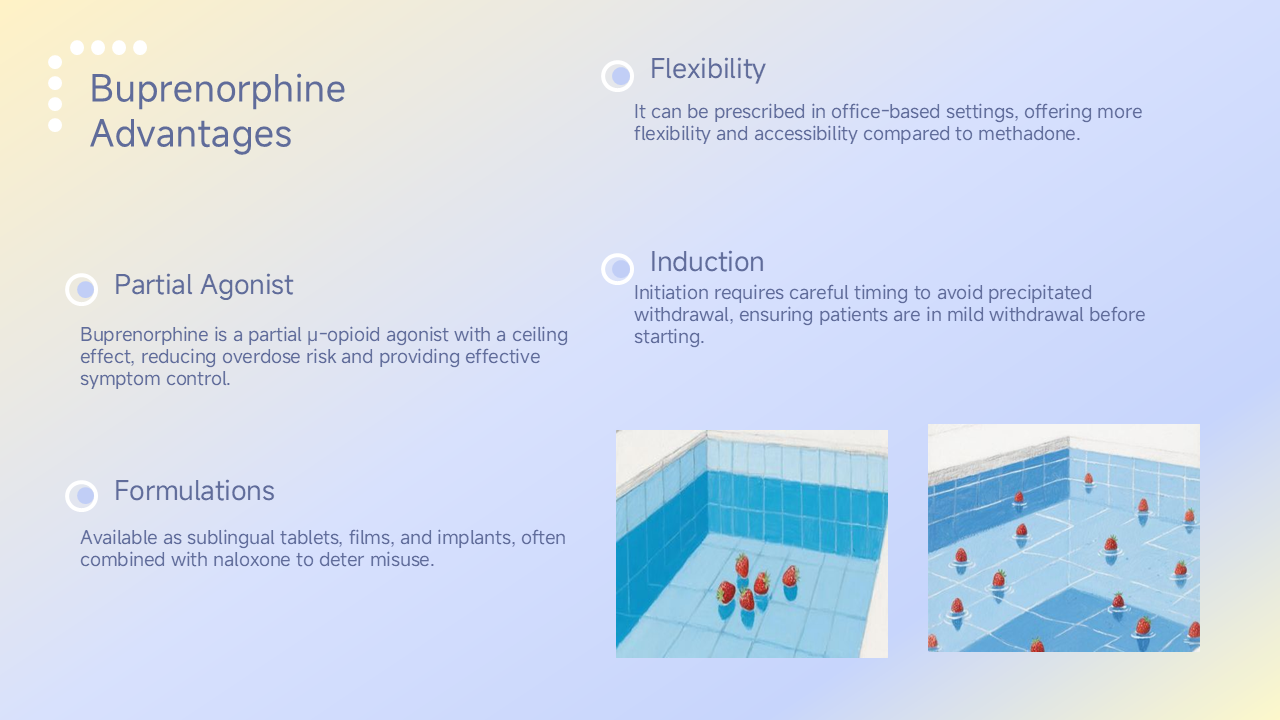 Buprenorphine
Advantages
Partial Agonist
Buprenorphine is a partial μ-opioid agonist with a ceiling
effect, reducing overdose risk and providing effective
symptom control.
Formulations
Available as sublingual tablets, films, and implants, often
combined with naloxone to deter misuse.
Flexibility
It can be prescribed in office-based settings, offering more
flexibility and accessibility compared to methadone.
Induction
Initiation requires careful timing to avoid precipitated
withdrawal, ensuring patients are in mild withdrawal before
starting.